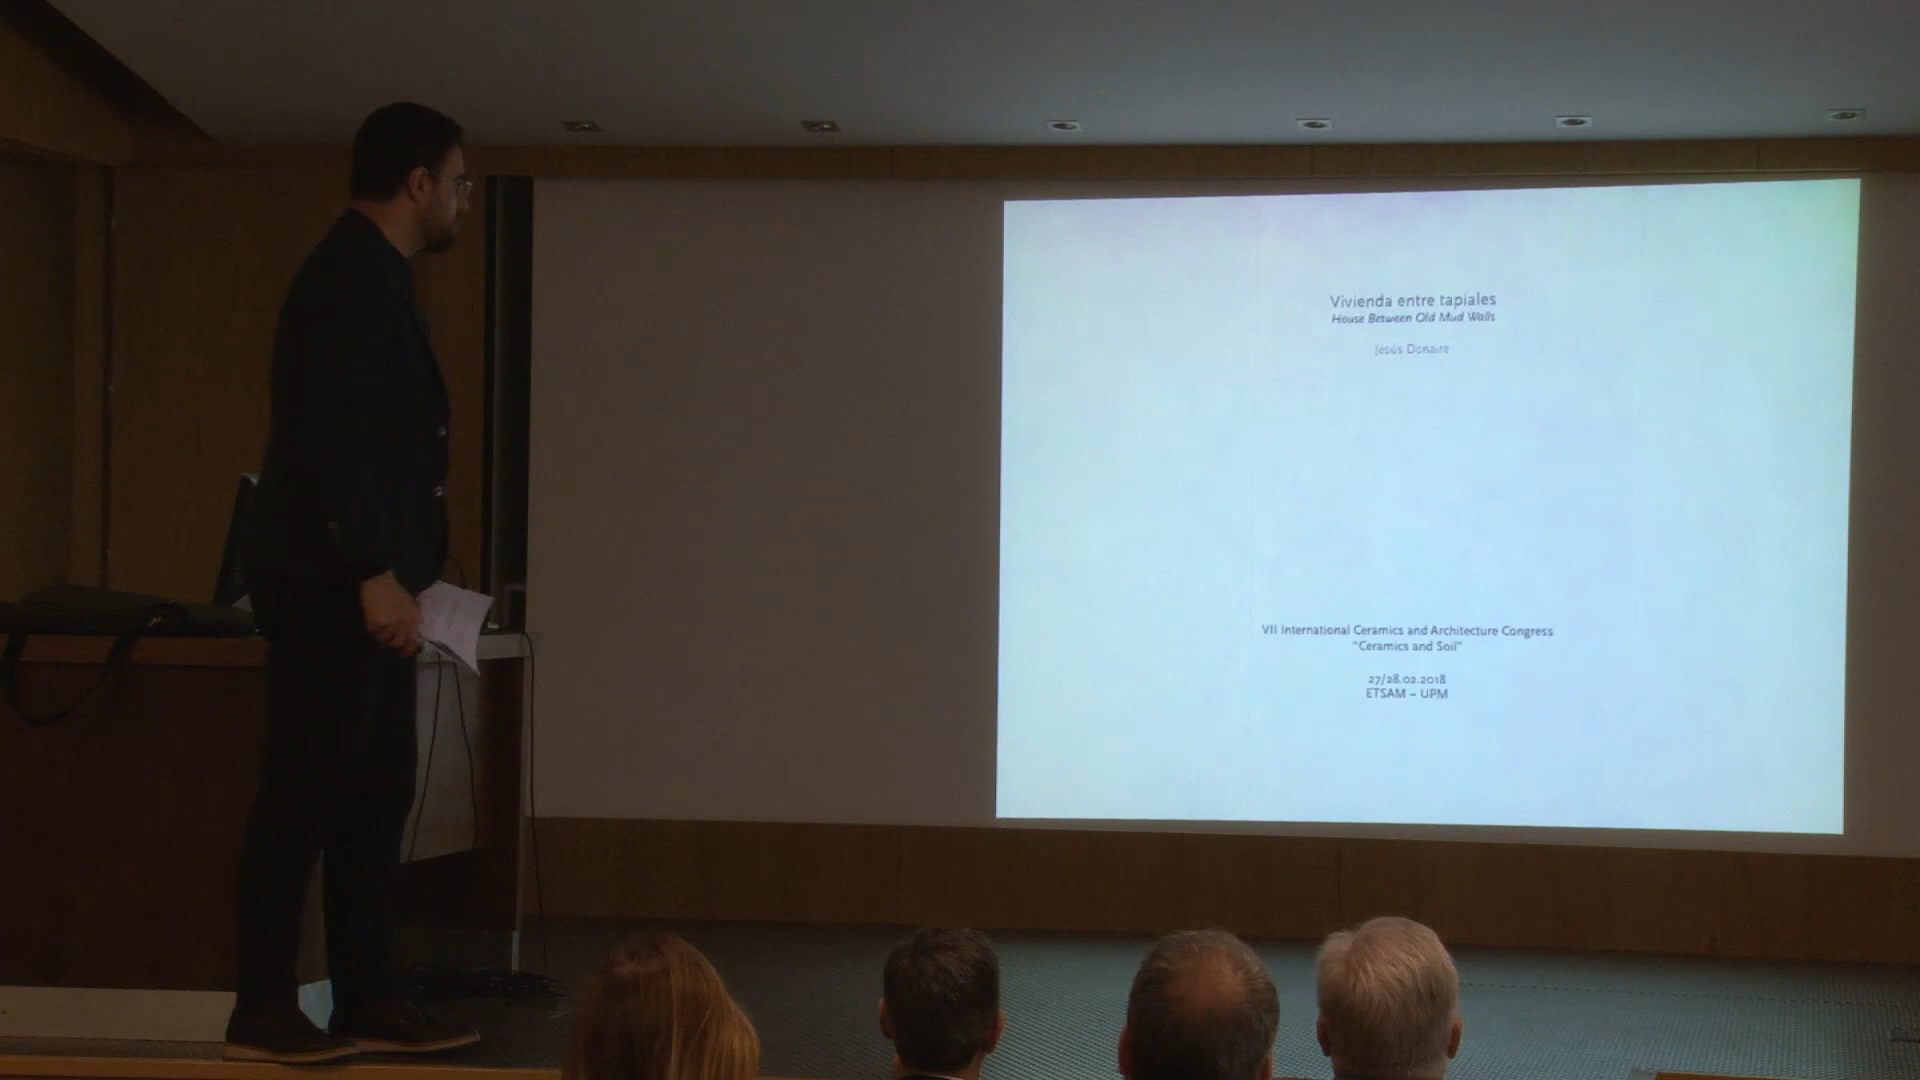 Vivienda entre tapiales
House Between Old Mud Walls
Jesús Donaire
VII International Ceramics and Architecture Congress
"Ceramics and Soil"
27/28.02.2018
ETSAM – UPM